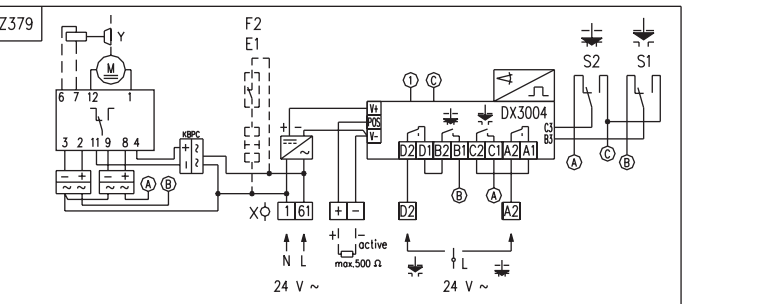 Z379
F2
E1
Y
M
6 7 12 1
3 2 11 9 8 4
KBPC
+ ~
- ~
- +
~
- +
~
A B
+ -
~
X
1 61
N L
24 V ~
+ -
+ -
active
max.500 Ω
1 C
V+
POS
V-
DX3004
C3
B3
D2 D1 B2 B1 C2 C1 A2 A1
B A
D2 A2
L
24 V ~
S2 S1
A C B